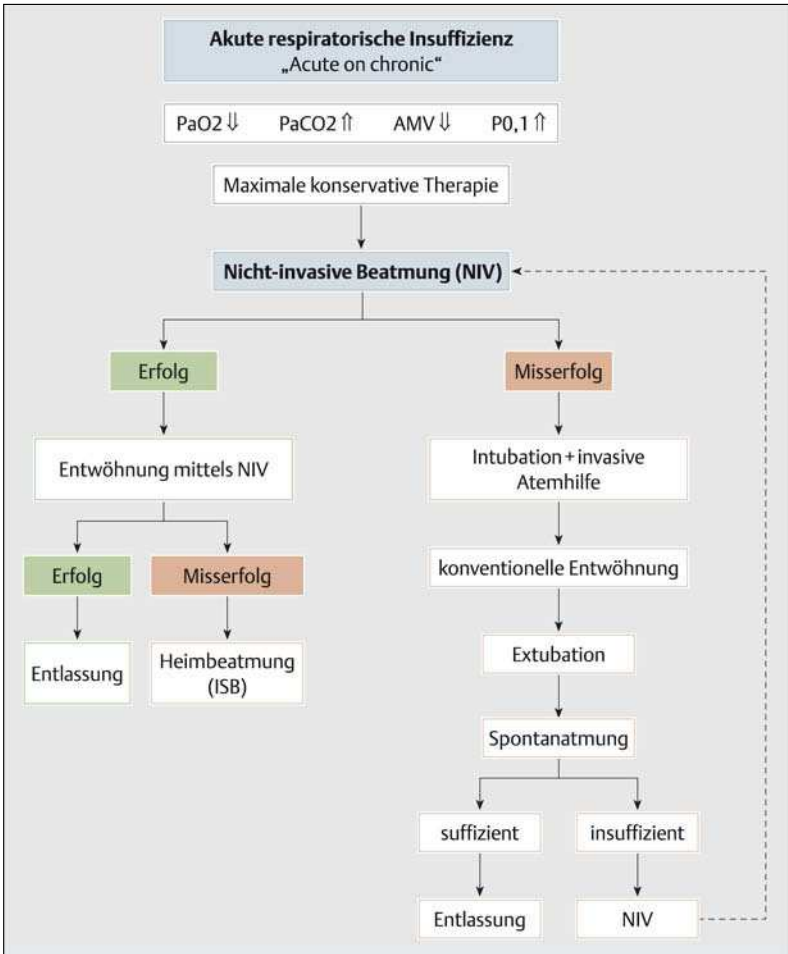 Akute respiratorische Insuffizienz
„Acute on chronic“
PaO2⇓ PaCO2⇑ AMV⇓ P0,1⇑
Maximale konservative Therapie
Nicht-invasive Beatmung (NIV)
Erfolg
Misserfolg
Entwöhnung mittels NIV
Intubation + invasive
Atemhilfe
Erfolg
Misserfolg
konventionelle Entwöhnung
Entlassung
Heimbeatmung
(ISB)
Extubation
Spontanatmung
suffizient
insuffizient
Entlassung
NIV